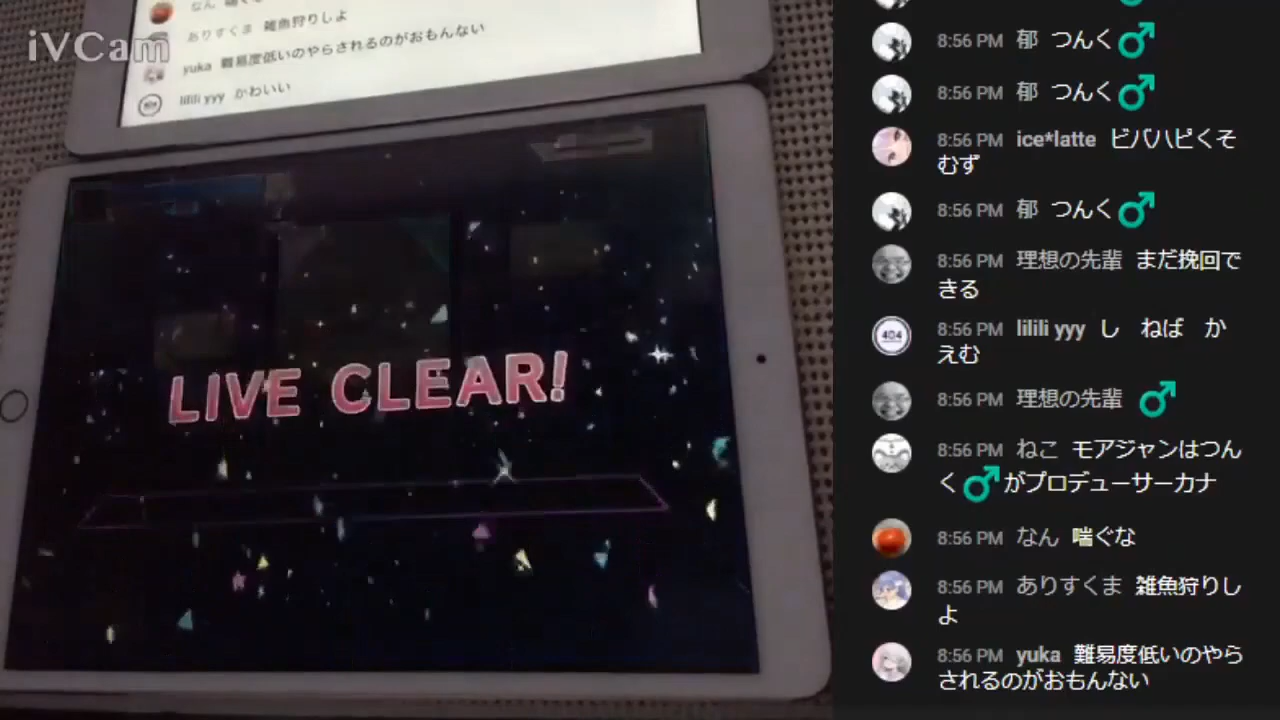 iVCam
なん
ありすくま 雑魚狩りしよ
yuka 難易度低いのやらされるのがおもんない
lilili yyy かわいい
LIVE CLEAR!
8:56 PM 郁 つんく♂
8:56 PM 郁 つんく♂
8:56 PM ice*latte ビバハピくそ
むず
8:56 PM 郁 つんく♂
8:56 PM 理想の先輩 まだ挽回で
きる
404
8:56 PM lilili yyy し ねば か
えむ
8:56 PM 理想の先輩 ♂
8:56 PM ねこ モアジャンはつん
く♂がプロデューサーカナ
8:56 PM なん 喘ぐな
8:56 PM ありすくま 雑魚狩りし
よ
8:56 PM yuka 難易度低いのやら
されるのがおもんない